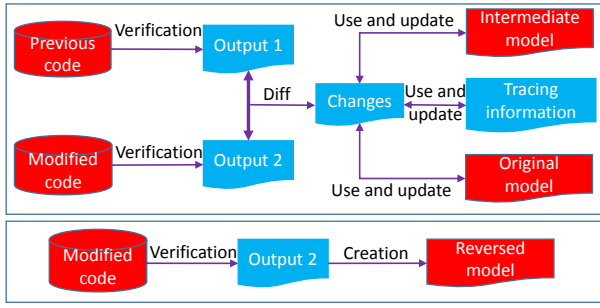 Previous
code
Verification
Output 1
Use and update
Intermediate
model
Diff
Changes
Use and
update
Tracing
information
Modified
code
Verification
Output 2
Use and update
Original
model
Modified
code
Verification
Output 2
Creation
Reversed
model